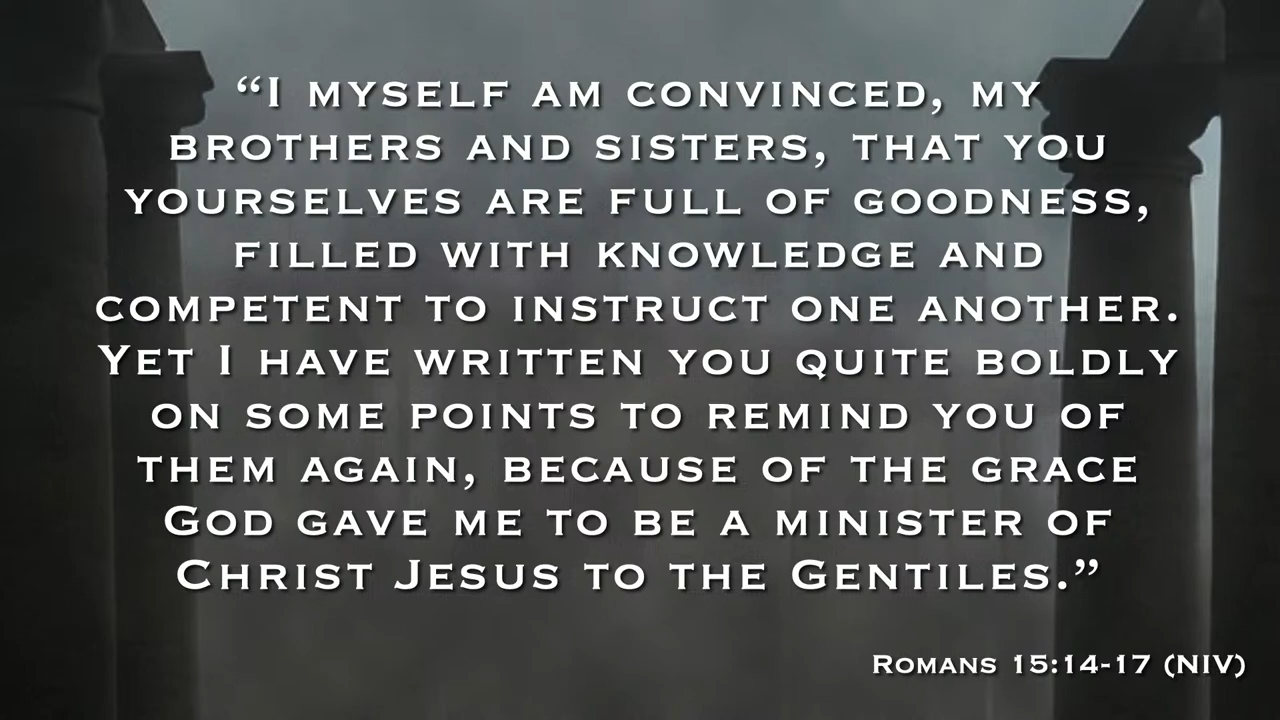 “I myself am convinced, my
brothers and sisters, that you
yourselves are full of goodness,
filled with knowledge and
competent to instruct one another.
Yet I have written you quite boldly
on some points to remind you of
them again, because of the grace
God gave me to be a minister of
Christ Jesus to the Gentiles.”
Romans 15:14-17 (NIV)